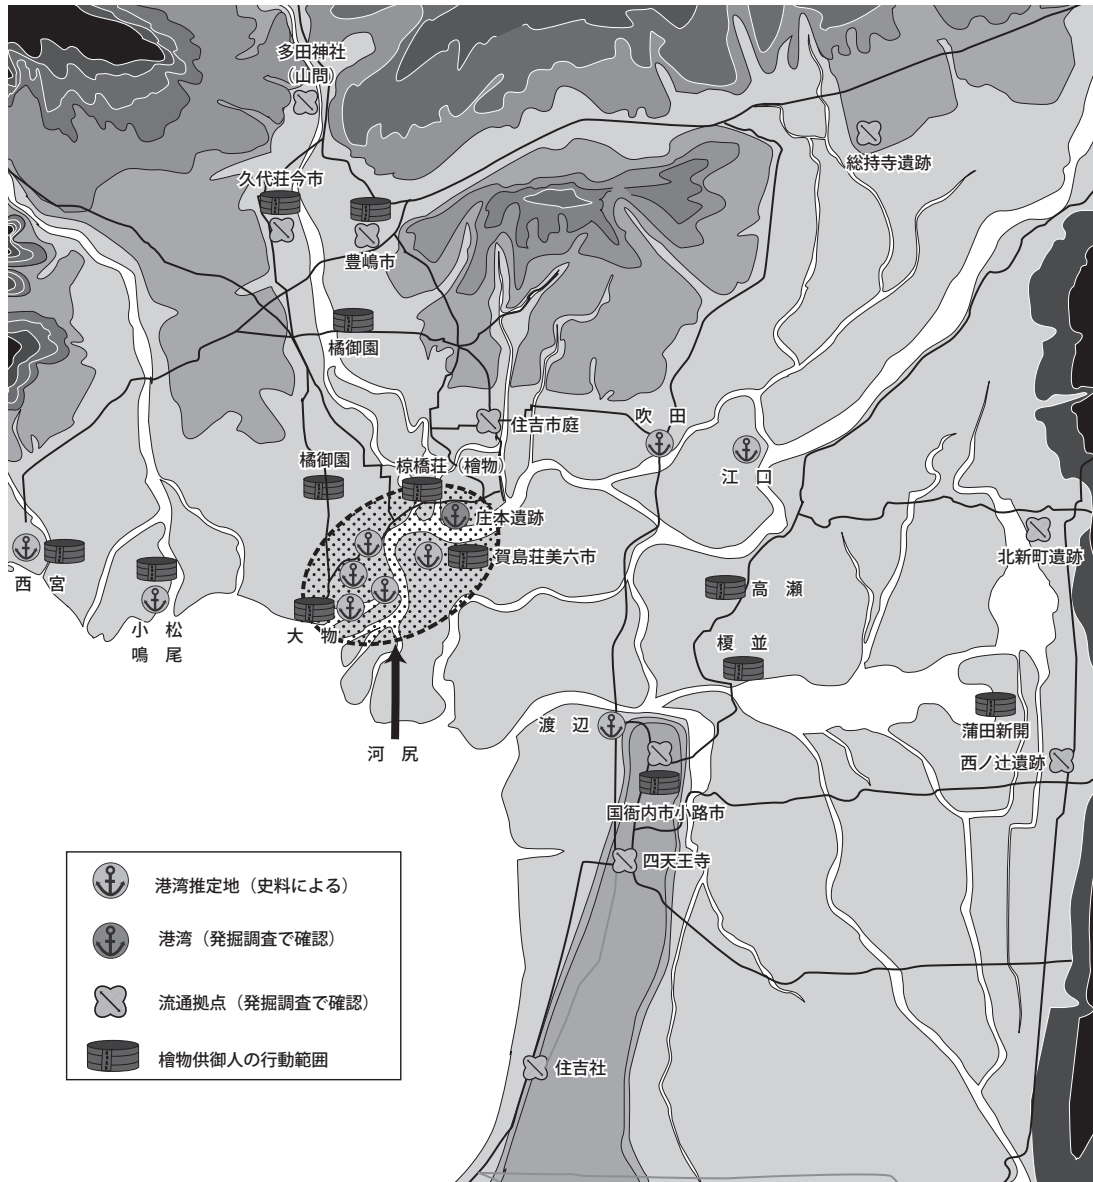 多田神社
（山問）
総持寺遺跡
久代荘今市
豊嶋市
橘御園
住吉市庭
吹 田
江 口
橘御園
椋橋荘（檜物）
庄本遺跡
賀島荘美六市
北新町遺跡
西 宮
小 松
鳴 尾
大 物
高 瀬
榎 並
河 尻
渡 辺
蒲田新開
西ノ辻遺跡
国衙内市小路市
四天王寺
住吉社
港湾推定地（史料による）
港湾（発掘調査で確認）
流通拠点（発掘調査で確認）
檜物供御人の行動範囲